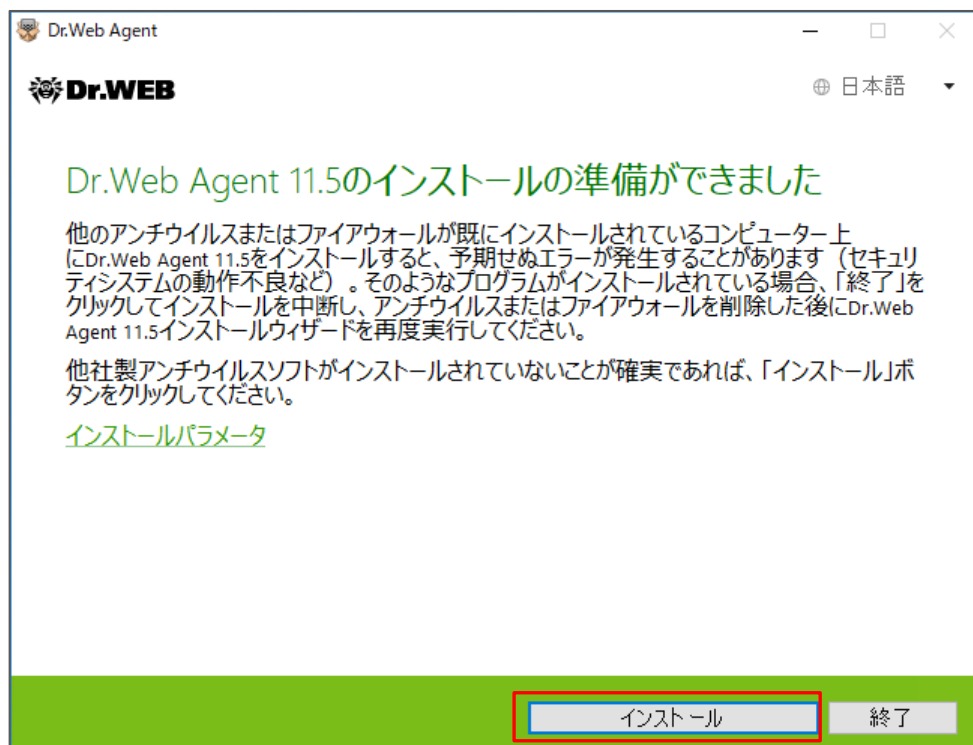 Dr.Web Agent
Dr.WEB
日本語
Dr.Web Agent 11.5のインストールの準備ができました
他のアンチウイルスまたはファイアウォールが既にインストールされているコンピューター上
にDr.Web Agent 11.5をインストールすると、予期せぬエラーが発生することがあります（セキュリ
ティシステムの動作不良など）。そのようなプログラムがインストールされている場合、「終了」を
クリックしてインストールを中断し、アンチウイルスまたはファイアウォールを削除した後にDr.Web
Agent 11.5インストールウィザードを再度実行してください。
他社製アンチウイルスソフトがインストールされていないことが確実であれば、「インストール」ボ
タンをクリックしてください。
インストールパラメータ
インストール
終了